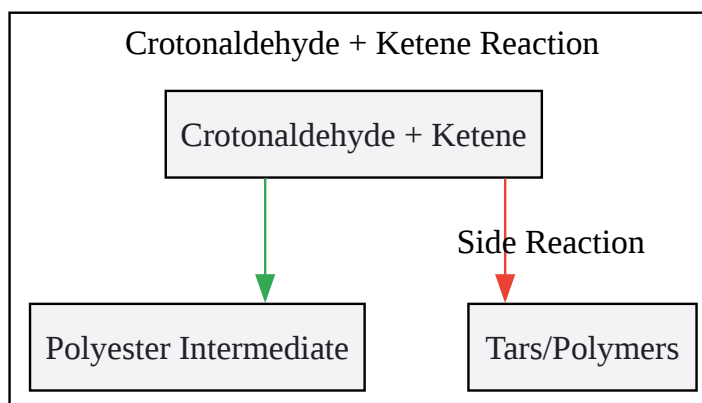 Crotonaldehyde + Ketene Reaction
Crotonaldehyde + Ketene
Side Reaction
Polyester Intermediate
Tars/Polymers